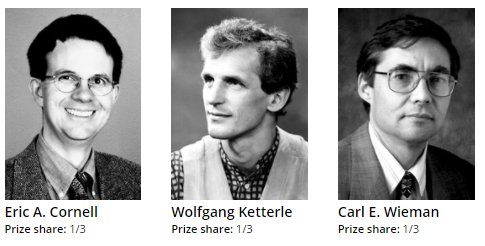 Eric A. Cornell
Prize share: 1/3
Wolfgang Ketterle
Prize share: 1/3
Carl E. Wieman
Prize share: 1/3